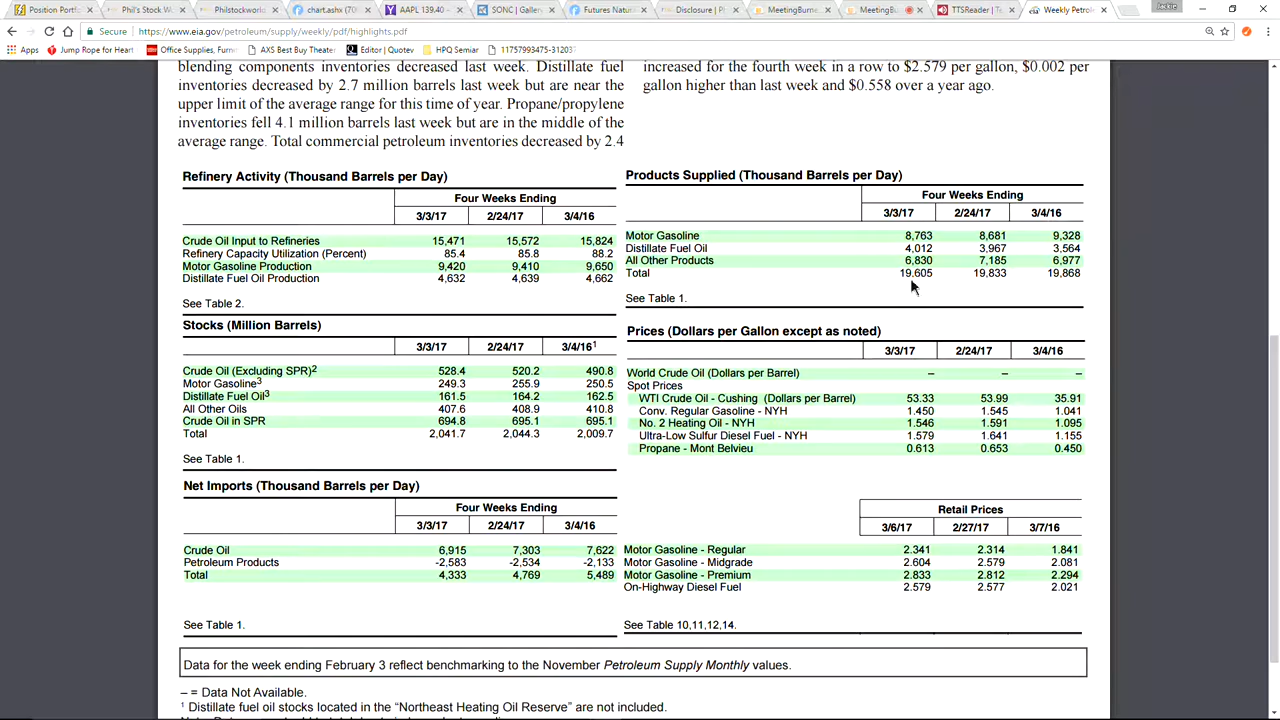 Position Portfo
Phil's Stock W
Philstockworld
chart.ashx (70
AAPL 139.40
SONC | Galler
Futures Natu
Disclosure | P
MeetingBurne
MeetingBu
TTSReader | T
Weekly Petrol
Jackie
Secure | https://www.eia.gov/petroleum/supply/weekly/pdf/highlights.pdf
Apps
Jump Rope for Heart
Office Supplies, Furni
AXS Best Buy Theater
Editor | Quotev
HPQ Semiar
11757993475-31203
blending components inventories decreased last week. Distillate fuel
inventories decreased by 2.7 million barrels last week but are near the
upper limit of the average range for this time of year. Propane/propylene
inventories fell 4.1 million barrels last week but are in the middle of the
average range. Total commercial petroleum inventories decreased by 2.4
increased for the fourth week in a row to $2.579 per gallon, $0.002 per
gallon higher than last week and $0.558 over a year ago.
Refinery Activity (Thousand Barrels per Day)
Four Weeks Ending
3/3/17 2/24/17 3/4/16
Crude Oil Input to Refineries 15,471 15,572 15,824
Refinery Capacity Utilization (Percent) 85.4 85.8 88.2
Motor Gasoline Production 9,420 9,410 9,650
Distillate Fuel Oil Production 4,632 4,639 4,662
See Table 2.
Stocks (Million Barrels)
3/3/17 2/24/17 3/4/16¹
Crude Oil (Excluding SPR)² 528.4 520.2 490.8
Motor Gasoline³ 249.3 255.9 250.5
Distillate Fuel Oil³ 161.5 164.2 162.5
All Other Oils 407.6 408.9 410.8
Crude Oil in SPR 694.8 695.1 695.1
Total 2,041.7 2,044.3 2,009.7
See Table 1.
Net Imports (Thousand Barrels per Day)
Four Weeks Ending
3/3/17 2/24/17 3/4/16
Crude Oil 6,915 7,303 7,622
Petroleum Products -2,583 -2,534 -2,133
Total 4,333 4,769 5,489
See Table 1.
Products Supplied (Thousand Barrels per Day)
Four Weeks Ending
3/3/17 2/24/17 3/4/16
Motor Gasoline 8,763 8,681 9,328
Distillate Fuel Oil 4,012 3,967 3,564
All Other Products 6,830 7,185 6,977
Total 19,605 19,833 19,868
See Table 1.
Prices (Dollars per Gallon except as noted)
3/3/17 2/24/17 3/4/16
World Crude Oil (Dollars per Barrel) – – –
Spot Prices
WTI Crude Oil - Cushing (Dollars per Barrel) 53.33 53.99 35.91
Conv. Regular Gasoline - NYH 1.450 1.545 1.041
No. 2 Heating Oil - NYH 1.546 1.591 1.095
Ultra-Low Sulfur Diesel Fuel - NYH 1.579 1.641 1.155
Propane - Mont Belvieu 0.613 0.653 0.450
Retail Prices
3/6/17 2/27/17 3/7/16
Motor Gasoline - Regular 2.341 2.314 1.841
Motor Gasoline - Midgrade 2.604 2.579 2.081
Motor Gasoline - Premium 2.833 2.812 2.294
On-Highway Diesel Fuel 2.579 2.577 2.021
See Table 10,11,12,14.
Data for the week ending February 3 reflect benchmarking to the November Petroleum Supply Monthly values.
– = Data Not Available.
¹ Distillate fuel oil stocks located in the “Northeast Heating Oil Reserve” are not included.